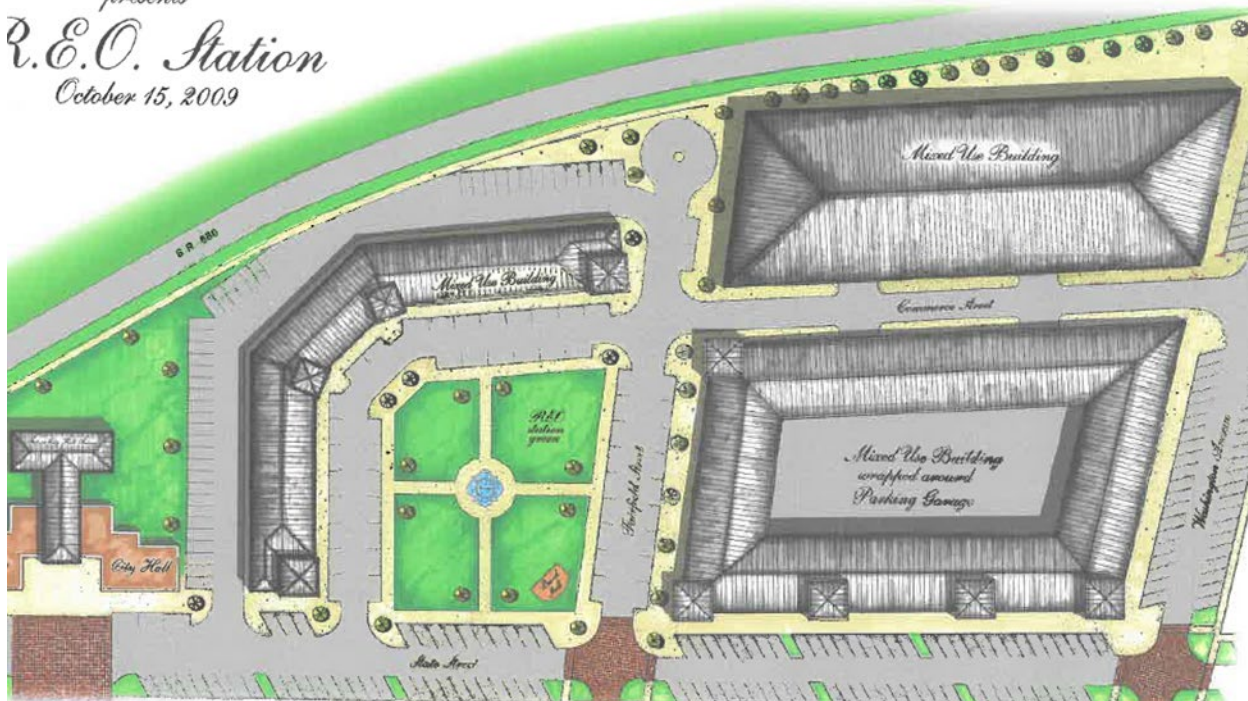 presents
R.E.O. Station
October 15, 2009
S.R. 680
Mixed Use Building
Mixed Use Building
Commerce Street
R.E.O.
station
green
Mixed Use Building
wrapped around
Parking Garage
Fairfield Street
Washington Avenue
City Hall
State Street